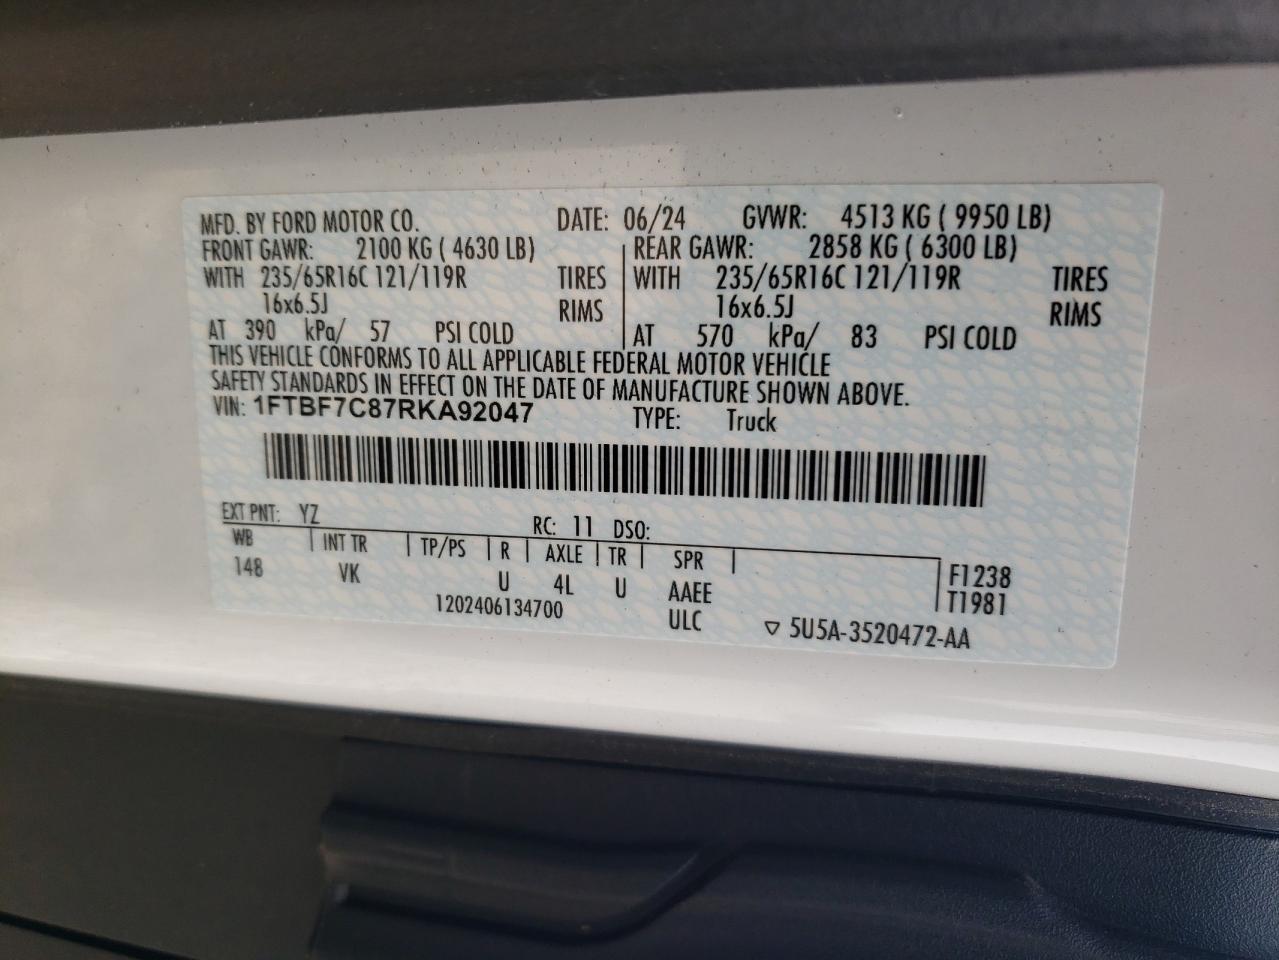 MFD. BY FORD MOTOR CO. DATE: 06/24 GVWR: 4513 KG ( 9950 LB)
FRONT GAWR: 2100 KG ( 4630 LB) REAR GAWR: 2858 KG ( 6300 LB)
WITH 235/65R16C 121/119R TIRES WITH 235/65R16C 121/119R TIRES
16x6.5J RIMS 16x6.5J RIMS
AT 390 kPa/ 57 PSI COLD AT 570 kPa/ 83 PSI COLD
THIS VEHICLE CONFORMS TO ALL APPLICABLE FEDERAL MOTOR VEHICLE
SAFETY STANDARDS IN EFFECT ON THE DATE OF MANUFACTURE SHOWN ABOVE.
VIN: 1FTBF7C87RKA92047 TYPE: Truck
EXT PNT: YZ RC: 11 DSO:
WB INT TR TP/PS R AXLE TR SPR
148 VK U 4L U AAEE F1238
1202406134700 ULC T1981
▽ 5U5A-3520472-AA